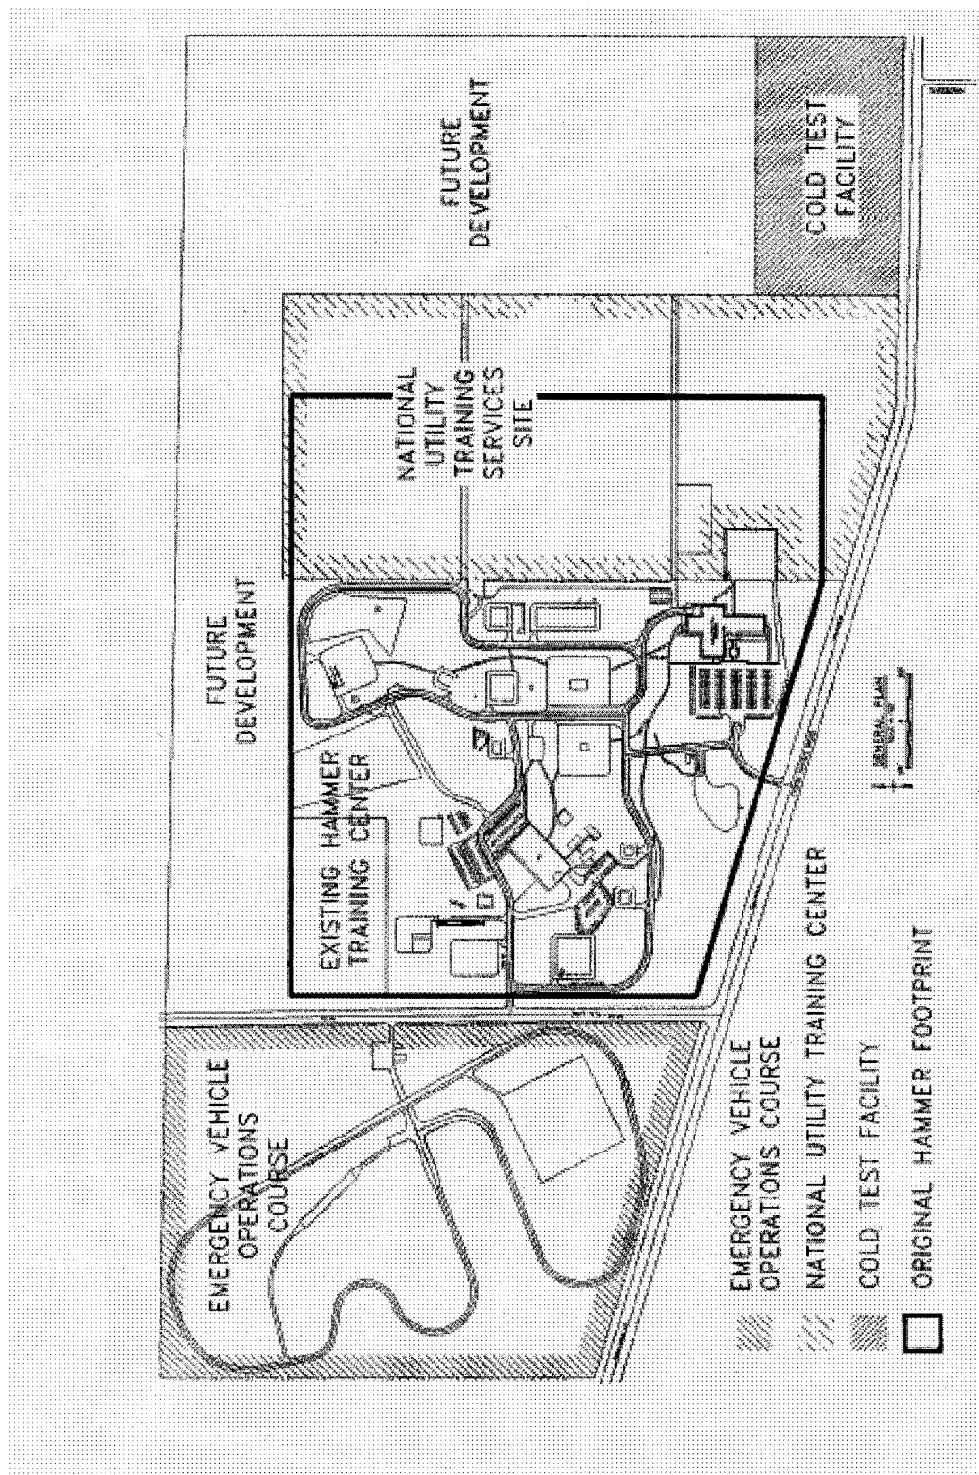 FUTURE
DEVELOPMENT
COLD TEST
FACILITY
NATIONAL
UTILITY
TRAINING
SERVICES
SITE
FUTURE
DEVELOPMENT
EXISTING HAMMER
TRAINING CENTER
EMERGENCY VEHICLE
OPERATIONS
COURSE
GENERAL PLAN
EMERGENCY VEHICLE
OPERATIONS COURSE
NATIONAL UTILITY TRAINING CENTER
COLD TEST FACILITY
ORIGINAL HAMMER FOOTPRINT